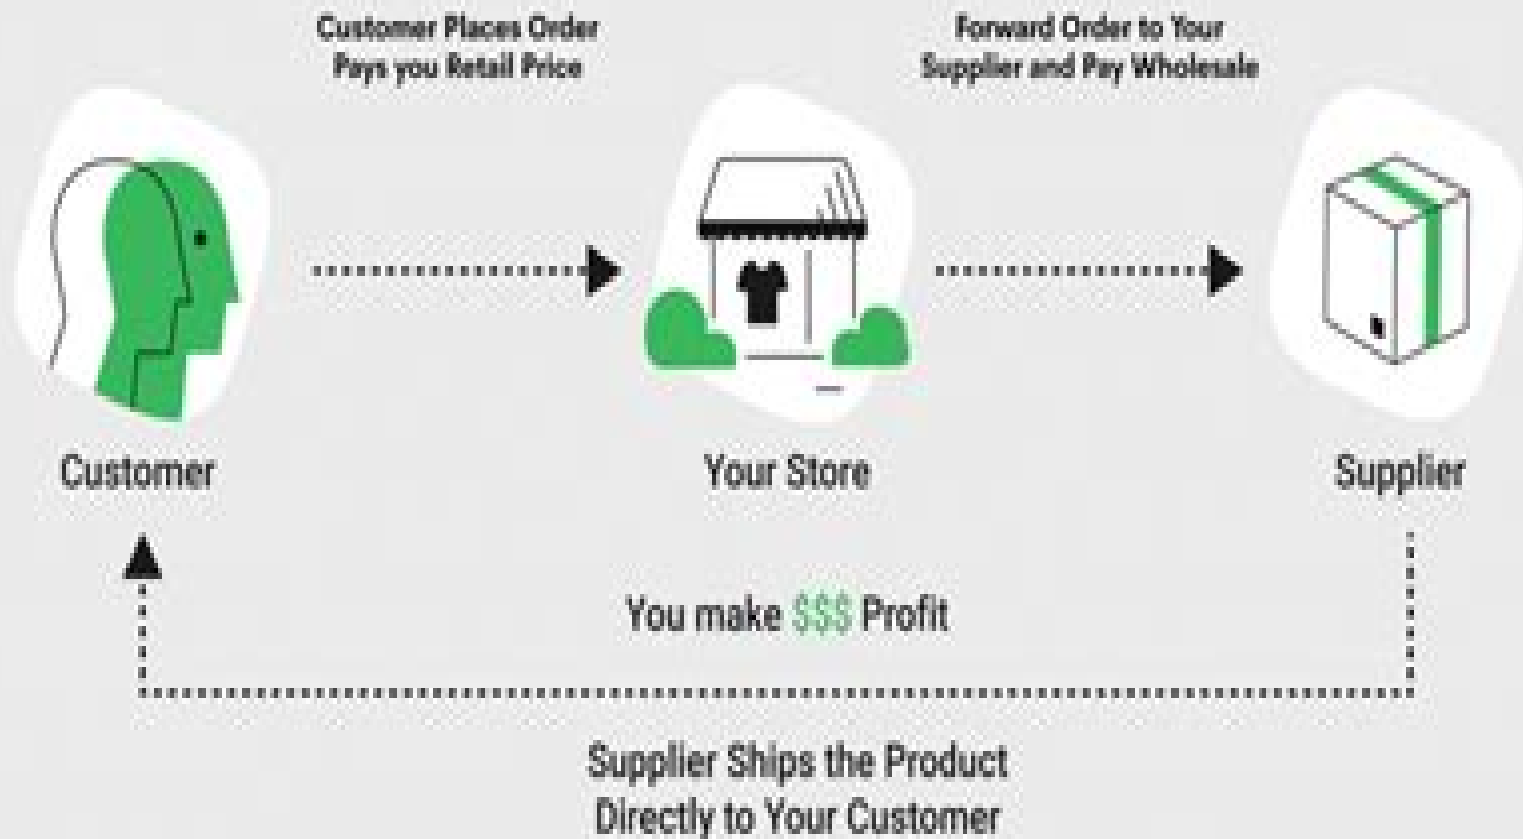 Customer Places Order
Pays you Retail Price
Forward Order to Your
Supplier and Pay Wholesale
Customer
Your Store
Supplier
You make $$$ Profit
Supplier Ships the Product
Directly to Your Customer